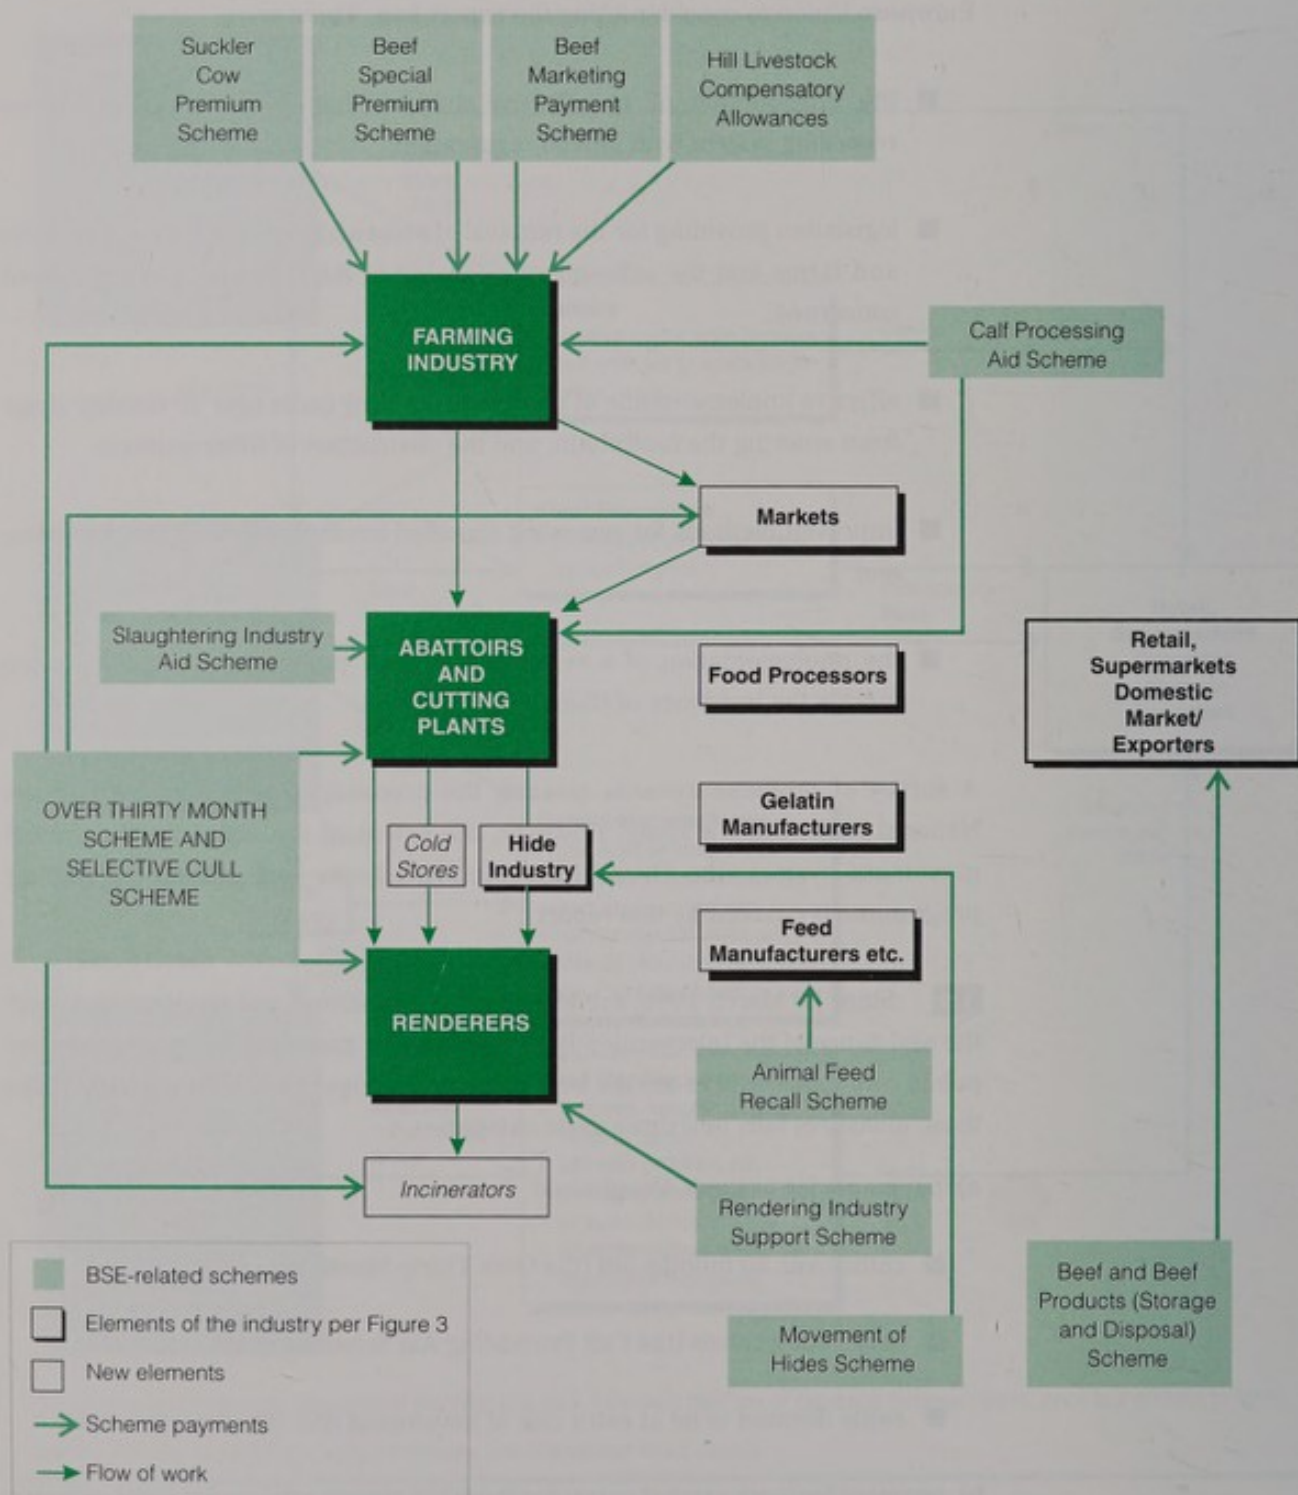 Suckler
Cow
Premium
Scheme
Beef
Special
Premium
Scheme
Beef
Marketing
Payment
Scheme
Hill Livestock
Compensatory
Allowances
FARMING
INDUSTRY
Calf Processing
Aid Scheme
Markets
Slaughtering Industry
Aid Scheme
ABATTOIRS
AND
CUTTING
PLANTS
Food Processors
Retail,
Supermarkets
Domestic
Market/
Exporters
OVER THIRTY MONTH
SCHEME AND
SELECTIVE CULL
SCHEME
Cold
Stores
Hide
Industry
Gelatin
Manufacturers
Feed
Manufacturers etc.
RENDERERS
Animal Feed
Recall Scheme
Incinerators
Rendering Industry
Support Scheme
Movement of
Hides Scheme
Beef and Beef
Products (Storage
and Disposal)
Scheme
BSE-related schemes
Elements of the industry per Figure 3
New elements
Scheme payments
Flow of work